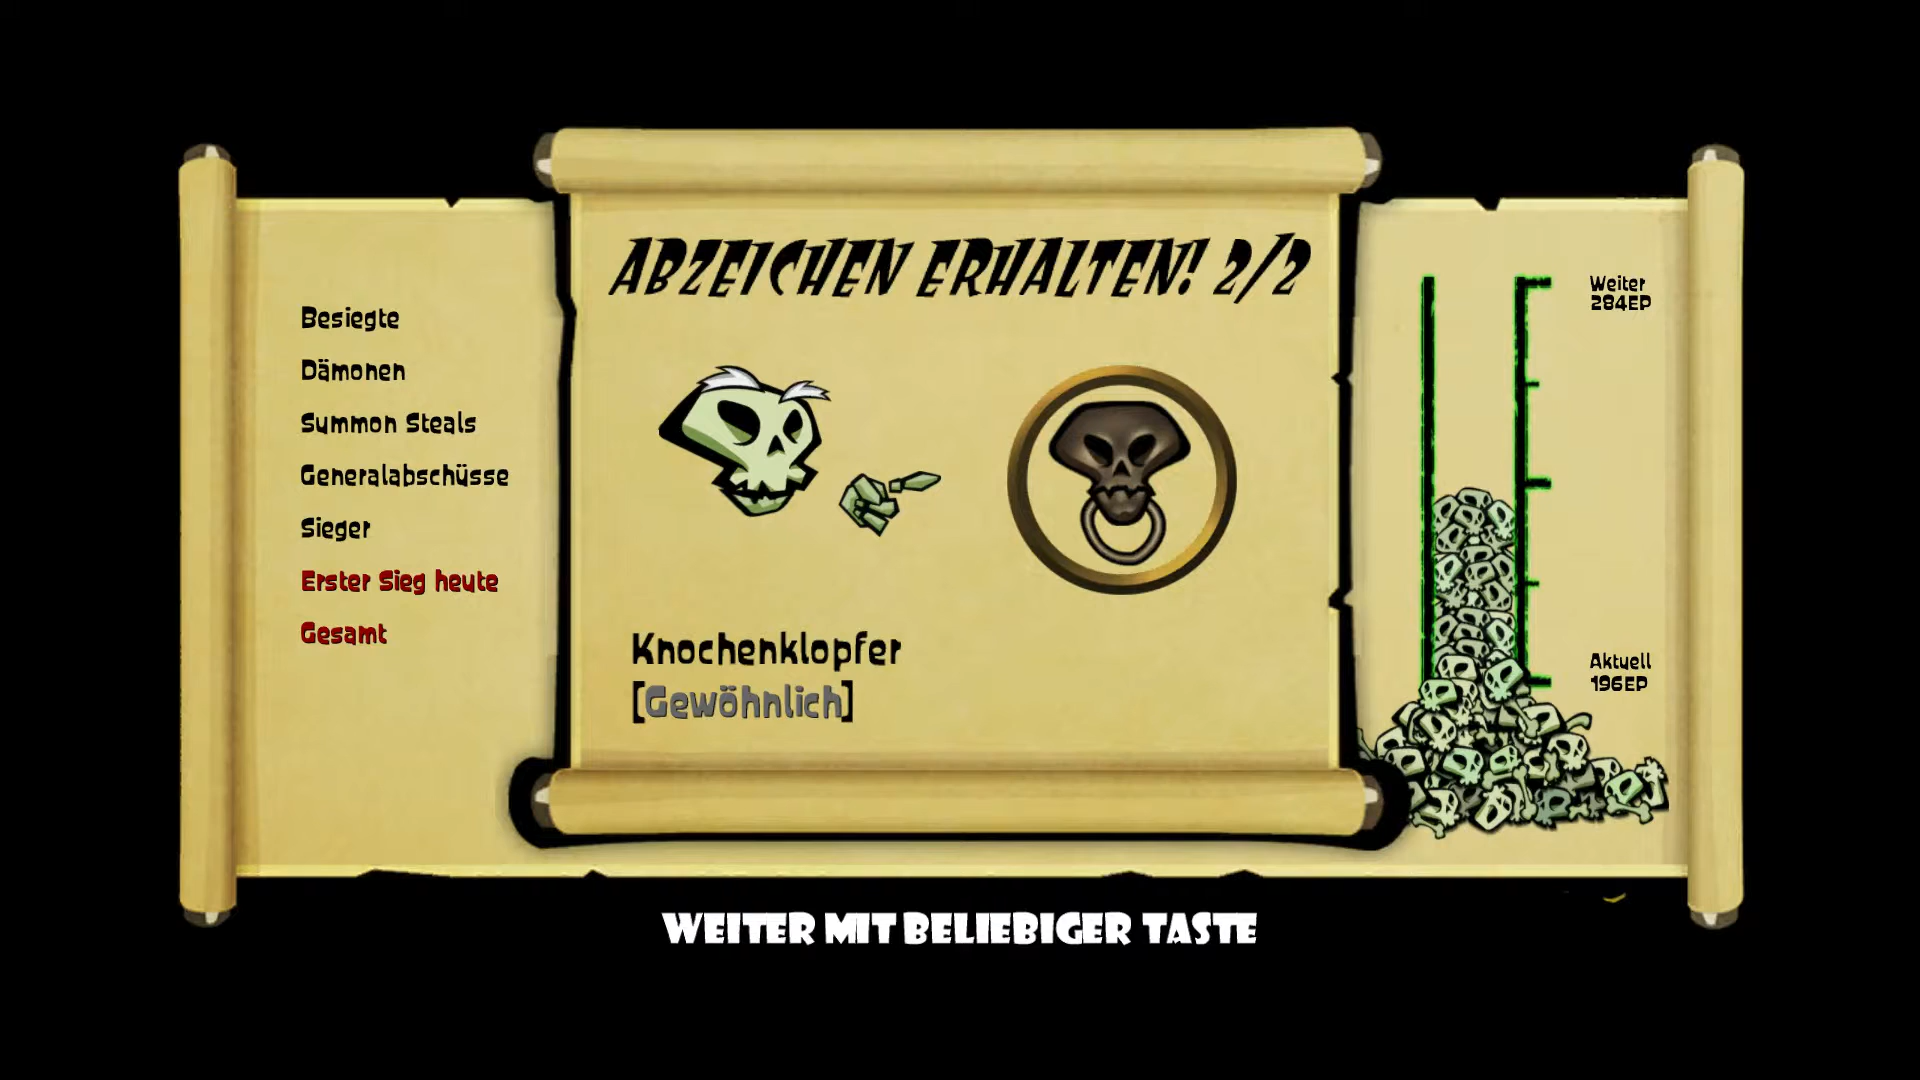 ABZEICHEN ERHALTEN! 2/2
Besiegte
Dämonen
Summon Steals
Generalabschüsse
Sieger
Erster Sieg heute
Gesamt
Knochenklopfer
[Gewöhnlich]
Weiter
284EP
Aktuell
196EP
WEITER MIT BELIEBIGER TASTE